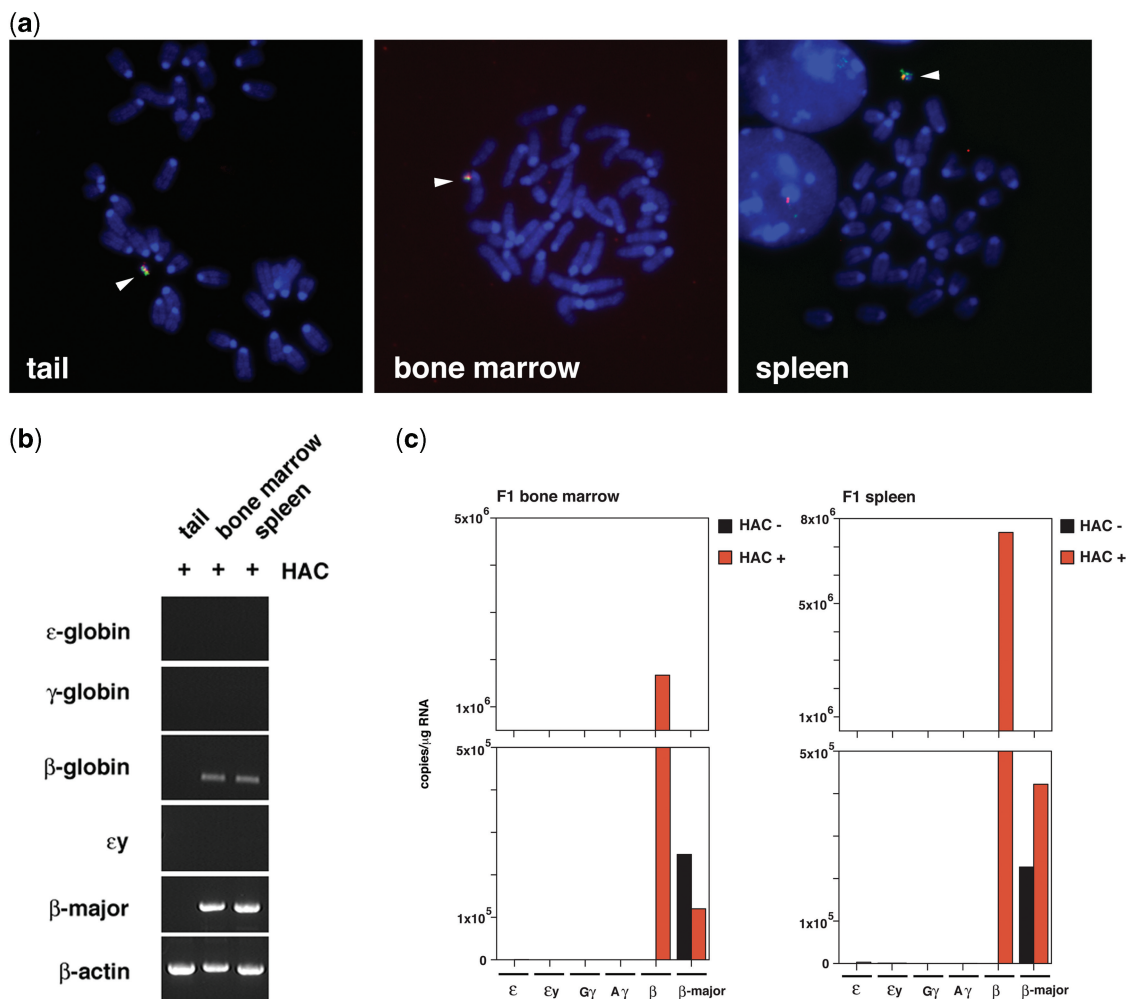 (a)
tail
bone marrow
spleen
(b)
tail
bone marrow
spleen
+ + + HAC
ε-globin
γ-globin
β-globin
εy
β-major
β-actin
(c)
copies/μg RNA
F1 bone marrow
5x10⁶
1x10⁶
5x10⁵
1x10⁵
0
HAC -
HAC +
ε εy Gγ Aγ β β-major
F1 spleen
8x10⁶
5x10⁶
1x10⁶
5x10⁵
1x10⁵
0
HAC -
HAC +
ε εy Gγ Aγ β β-major